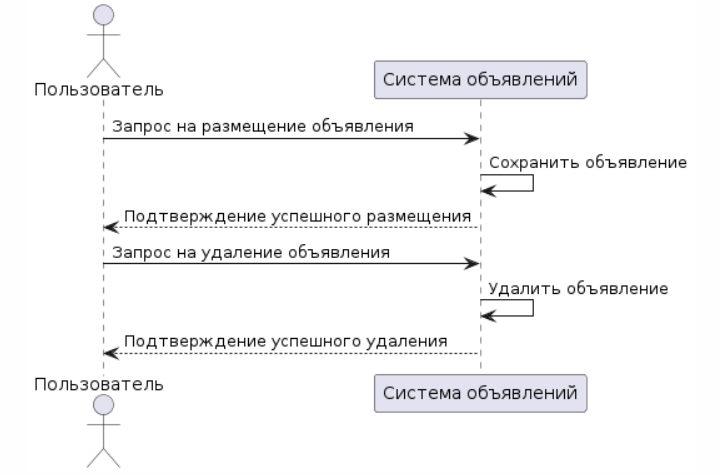 Пользователь
Система объявлений
Запрос на размещение объявления
Сохранить объявление
Подтверждение успешного размещения
Запрос на удаление объявления
Удалить объявление
Подтверждение успешного удаления
Пользователь
Система объявлений